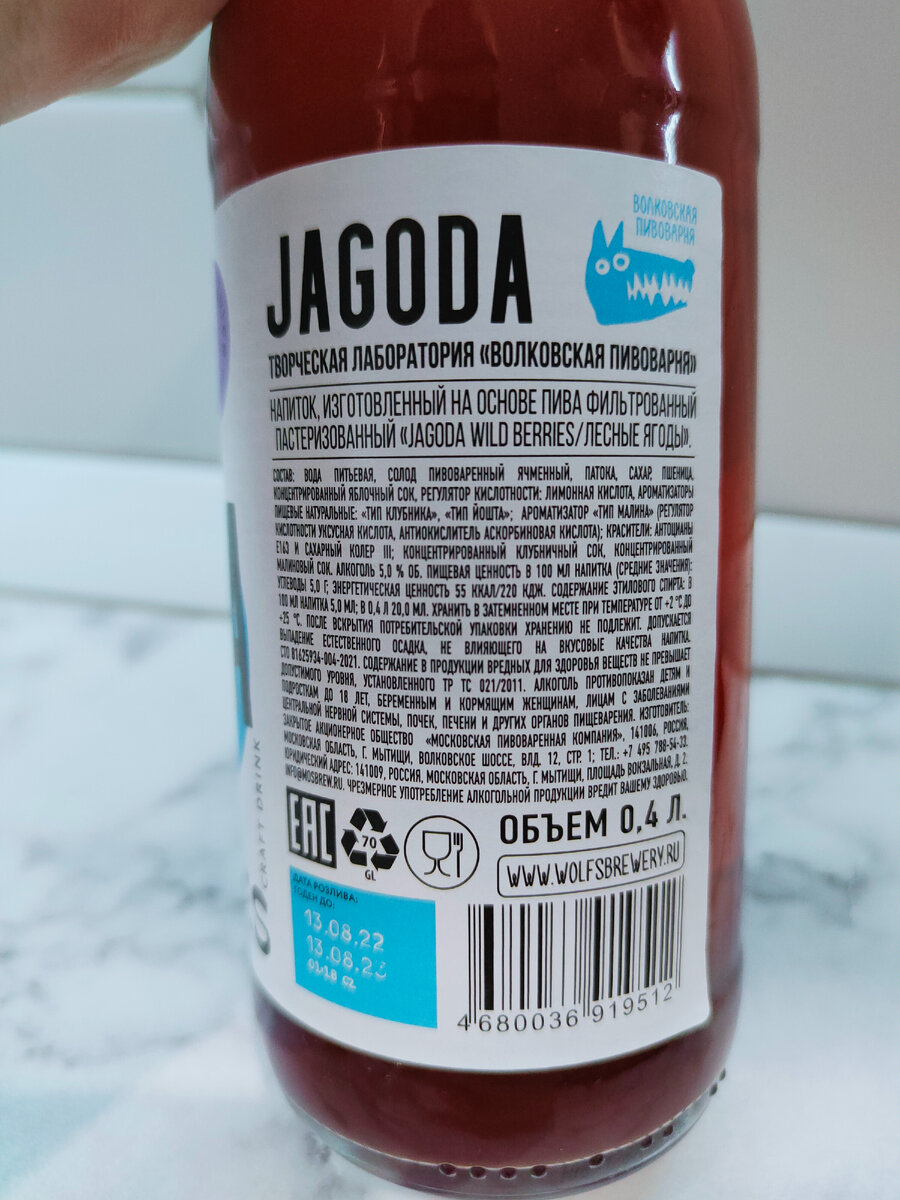 JAGODA
ВОЛКОВСКАЯ
ПИВОВАРНЯ
ТВОРЧЕСКАЯ ЛАБОРАТОРИЯ «ВОЛКОВСКАЯ ПИВОВАРНЯ»
НАПИТОК, ИЗГОТОВЛЕННЫЙ НА ОСНОВЕ ПИВА ФИЛЬТРОВАННЫЙ
ПАСТЕРИЗОВАННЫЙ «JAGODA WILD BERRIES/ЛЕСНЫЕ ЯГОДЫ».
СОСТАВ: ВОДА ПИТЬЕВАЯ, СОЛОД ПИВОВАРЕННЫЙ ЯЧМЕННЫЙ, ПАТОКА, САХАР, ПШЕНИЦА,
КОНЦЕНТРИРОВАННЫЙ ЯБЛОЧНЫЙ СОК, РЕГУЛЯТОР КИСЛОТНОСТИ: ЛИМОННАЯ КИСЛОТА, АРОМАТИЗАТОРЫ
ПИЩЕВЫЕ НАТУРАЛЬНЫЕ: «ТИП КЛУБНИКА», «ТИП ЙОШТА»; АРОМАТИЗАТОР «ТИП МАЛИНА» (РЕГУЛЯТОР
КИСЛОТНОСТИ УКСУСНАЯ КИСЛОТА, АНТИОКИСЛИТЕЛЬ АСКОРБИНОВАЯ КИСЛОТА); КРАСИТЕЛИ: АНТОЦИАНЫ
Е163 И САХАРНЫЙ КОЛЕР III; КОНЦЕНТРИРОВАННЫЙ КЛУБНИЧНЫЙ СОК, КОНЦЕНТРИРОВАННЫЙ
МАЛИНОВЫЙ СОК. АЛКОГОЛЬ 5,0 % ОБ. ПИЩЕВАЯ ЦЕННОСТЬ В 100 МЛ НАПИТКА (СРЕДНИЕ ЗНАЧЕНИЯ):
УГЛЕВОДЫ 5,0 Г; ЭНЕРГЕТИЧЕСКАЯ ЦЕННОСТЬ 55 ККАЛ/220 КДЖ. СОДЕРЖАНИЕ ЭТИЛОВОГО СПИРТА: В
100 МЛ НАПИТКА 5,0 МЛ; В 0,4 Л 20,0 МЛ. ХРАНИТЬ В ЗАТЕМНЕННОМ МЕСТЕ ПРИ ТЕМПЕРАТУРЕ ОТ +2 °С ДО
+25 °С. ПОСЛЕ ВСКРЫТИЯ ПОТРЕБИТЕЛЬСКОЙ УПАКОВКИ ХРАНЕНИЮ НЕ ПОДЛЕЖИТ. ДОПУСКАЕТСЯ
ВЫПАДЕНИЕ ЕСТЕСТВЕННОГО ОСАДКА, НЕ ВЛИЯЮЩЕГО НА ВКУСОВЫЕ КАЧЕСТВА НАПИТКА.
СТО 01625934-004-2021. СОДЕРЖАНИЕ В ПРОДУКЦИИ ВРЕДНЫХ ДЛЯ ЗДОРОВЬЯ ВЕЩЕСТВ НЕ ПРЕВЫШАЕТ
ДОПУСТИМОГО УРОВНЯ, УСТАНОВЛЕННОГО ТР ТС 021/2011. АЛКОГОЛЬ ПРОТИВОПОКАЗАН ДЕТЯМ И
ПОДРОСТКАМ ДО 18 ЛЕТ, БЕРЕМЕННЫМ И КОРМЯЩИМ ЖЕНЩИНАМ, ЛИЦАМ С ЗАБОЛЕВАНИЯМИ
ЦЕНТРАЛЬНОЙ НЕРВНОЙ СИСТЕМЫ, ПОЧЕК, ПЕЧЕНИ И ДРУГИХ ОРГАНОВ ПИЩЕВАРЕНИЯ. ИЗГОТОВИТЕЛЬ:
ЗАКРЫТОЕ АКЦИОНЕРНОЕ ОБЩЕСТВО «МОСКОВСКАЯ ПИВОВАРЕННАЯ КОМПАНИЯ», 141006, РОССИЯ,
МОСКОВСКАЯ ОБЛАСТЬ, Г. МЫТИЩИ, ВОЛКОВСКОЕ ШОССЕ, ВЛД. 12, СТР. 1; ТЕЛ.: +7 495 788-54-33.
ЮРИДИЧЕСКИЙ АДРЕС: 141009, РОССИЯ, МОСКОВСКАЯ ОБЛАСТЬ, Г. МЫТИЩИ, ПЛОЩАДЬ ВОКЗАЛЬНАЯ, Д. 2;
INFO@MOSBREW.RU. ЧРЕЗМЕРНОЕ УПОТРЕБЛЕНИЕ АЛКОГОЛЬНОЙ ПРОДУКЦИИ ВРЕДИТ ВАШЕМУ ЗДОРОВЬЮ.
CRAFT DRINK
EAC
70
GL
ОБЪЕМ 0,4 Л.
WWW.WOLFSBREWERY.RU
ДАТА РОЗЛИВА:
ГОДЕН ДО:
13.08.22
13.08.23
4 680036 919512